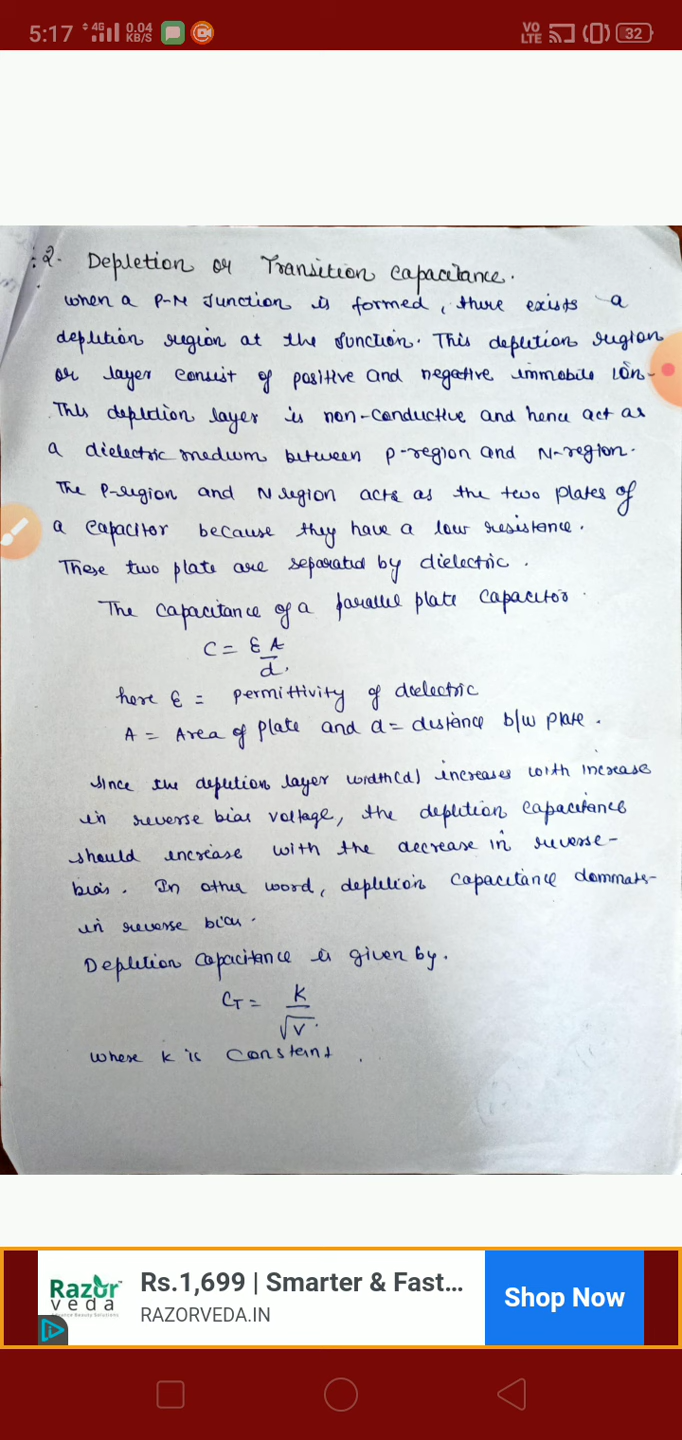 5:17 4G 0.04 KB/S VO LTE 32
:2. Depletion or Transition Capacitance.
when a P-N Junction is formed, there exists a
depletion region at the Junction. This depletion region
or layer consist of positive and negative immobile ion-
This depletion layer is non-conductive and hence act as
a dielectric medium between P-region and N-region.
The P-region and N region acts as the two plates of
a capacitor because they have a low resistance.
These two plate are separated by dielectric.
The capacitance of a parallel plate capacitor.
C = εA/d.
here ε = permittivity of dielectric
A = Area of plate and d = distance b/w plate.
Since the depletion layer width(d) increases with increase
in reverse bias voltage, the depletion capacitance
should increase with the decrease in reverse-
bias. In other word, depletion capacitance dommats-
in reverse bias.
Depletion capacitance is given by.
CT = K/√V.
where k is constent.
Razor veda
Rs.1,699 | Smarter & Fast...
RAZORVEDA.IN
Shop Now